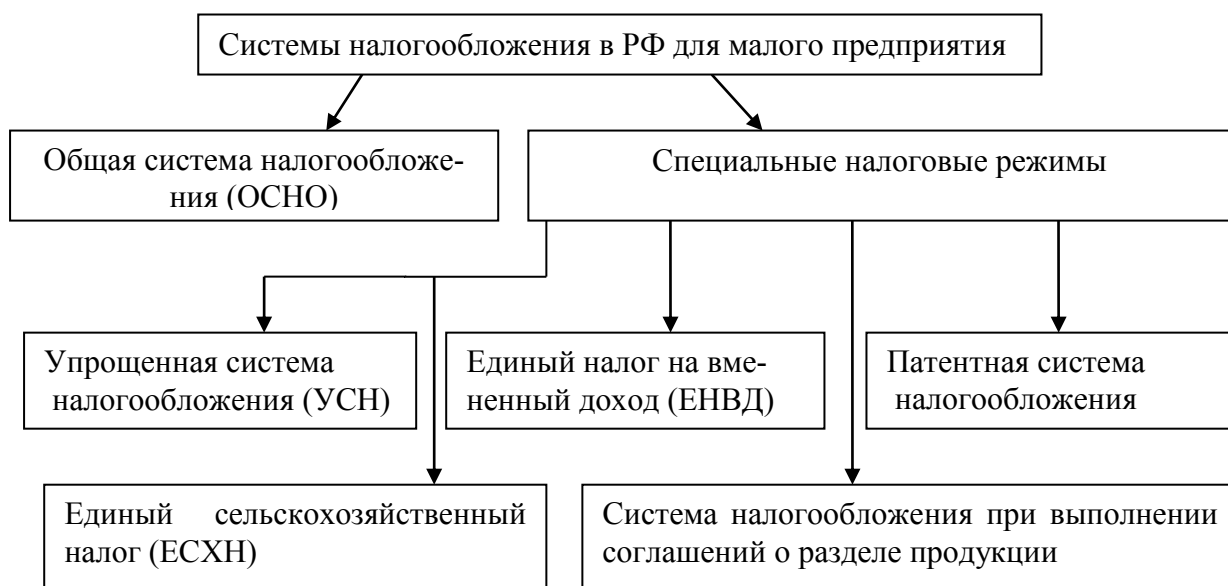 Системы налогообложения в РФ для малого предприятия
Общая система налогообложе-
ния (ОСНО)
Специальные налоговые режимы
Упрощенная система
налогообложения (УСН)
Единый налог на вме-
ненный доход (ЕНВД)
Патентная система
налогообложения
Единый сельскохозяйственный
налог (ЕСХН)
Система налогообложения при выполнении
соглашений о разделе продукции